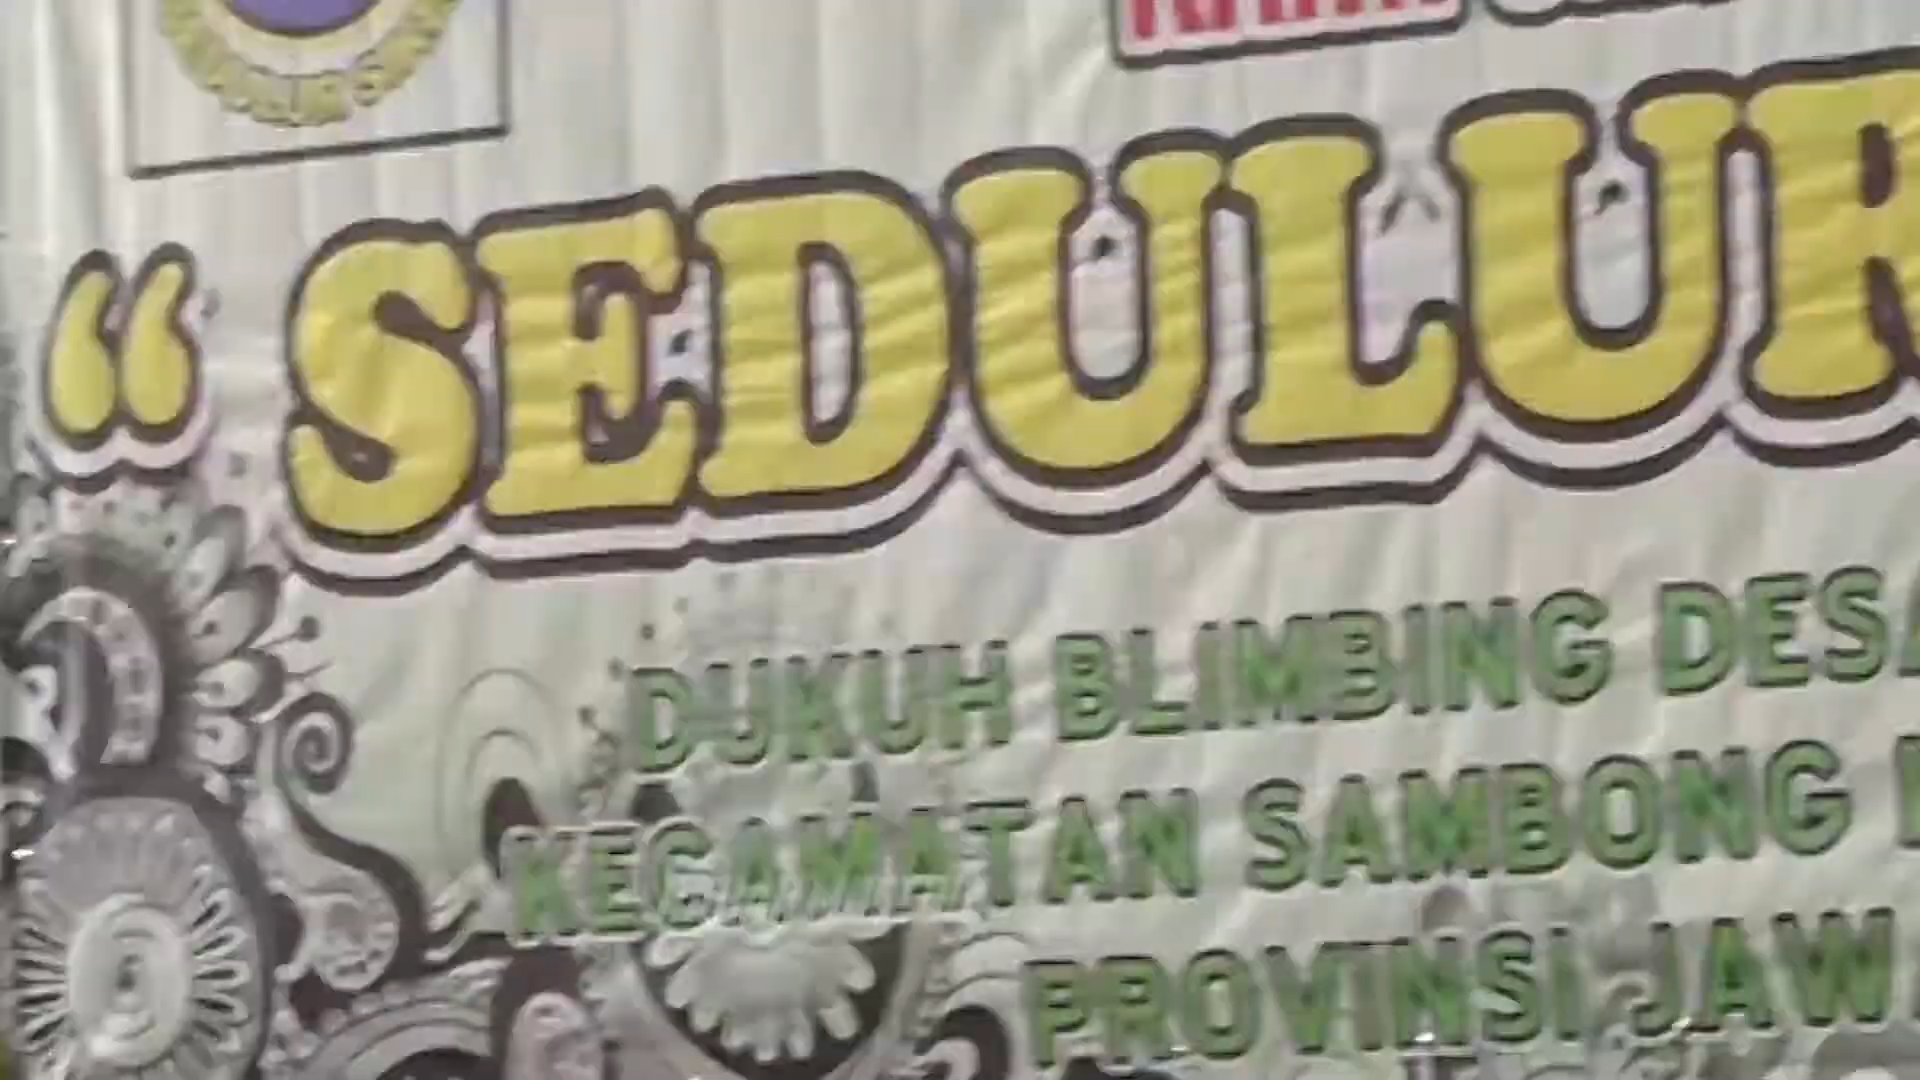 “ SEDULUR
DUKUH BLIMBING DESA
KECAMATAN SAMBONG
PROVINSI JAW